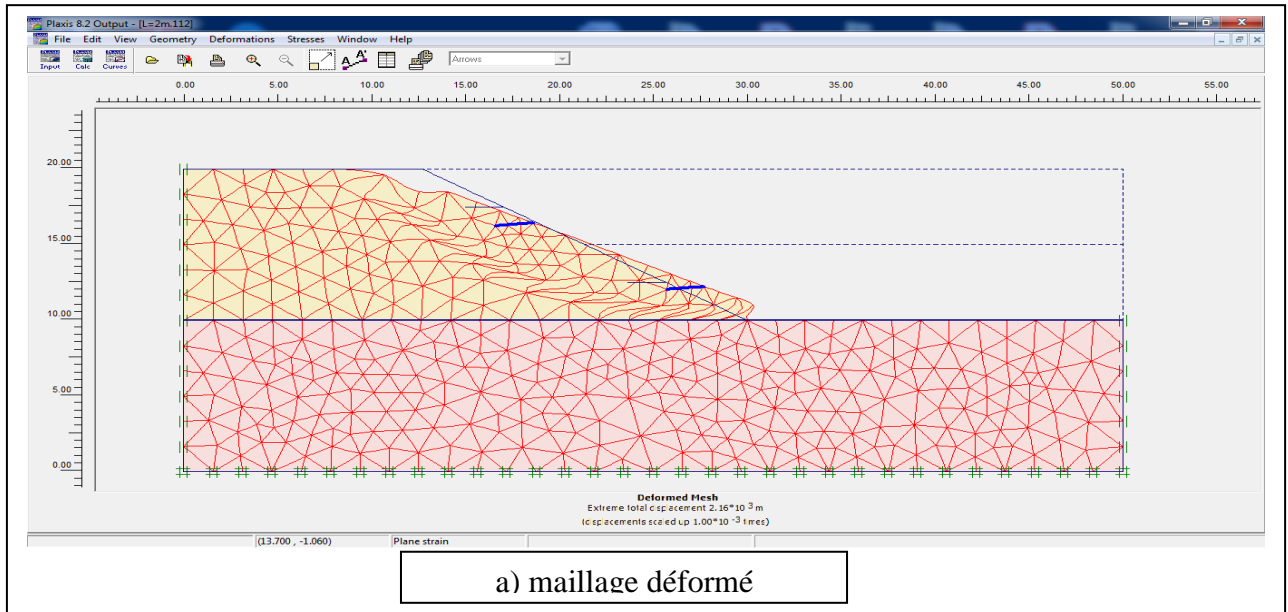 Plaxis 8.2 Output - [L=2m.112]
File Edit View Geometry Deformations Stresses Window Help
Input Calc Curves Arrows
0.00 5.00 10.00 15.00 20.00 25.00 30.00 35.00 40.00 45.00 50.00 55.00
20.00
15.00
10.00
5.00
0.00
Deformed Mesh
Extreme total displacement 2.16*10 3 m
(displacements scaled up 1.00*10 -3 times)
(13.700 , -1.060) Plane strain
a) maillage déformé